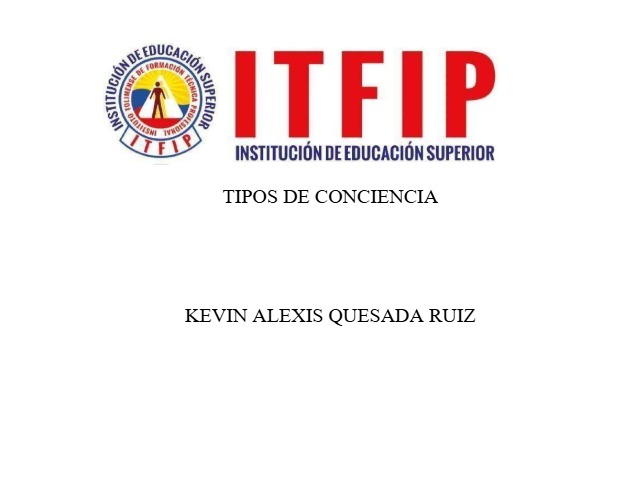 INSTITUCIÓN DE EDUCACIÓN SUPERIOR
INSTITUTO TOLIMENSE DE FORMACIÓN TÉCNICA PROFESIONAL
ITFIP
ITFIP
INSTITUCIÓN DE EDUCACIÓN SUPERIOR
TIPOS DE CONCIENCIA
KEVIN ALEXIS QUESADA RUIZ